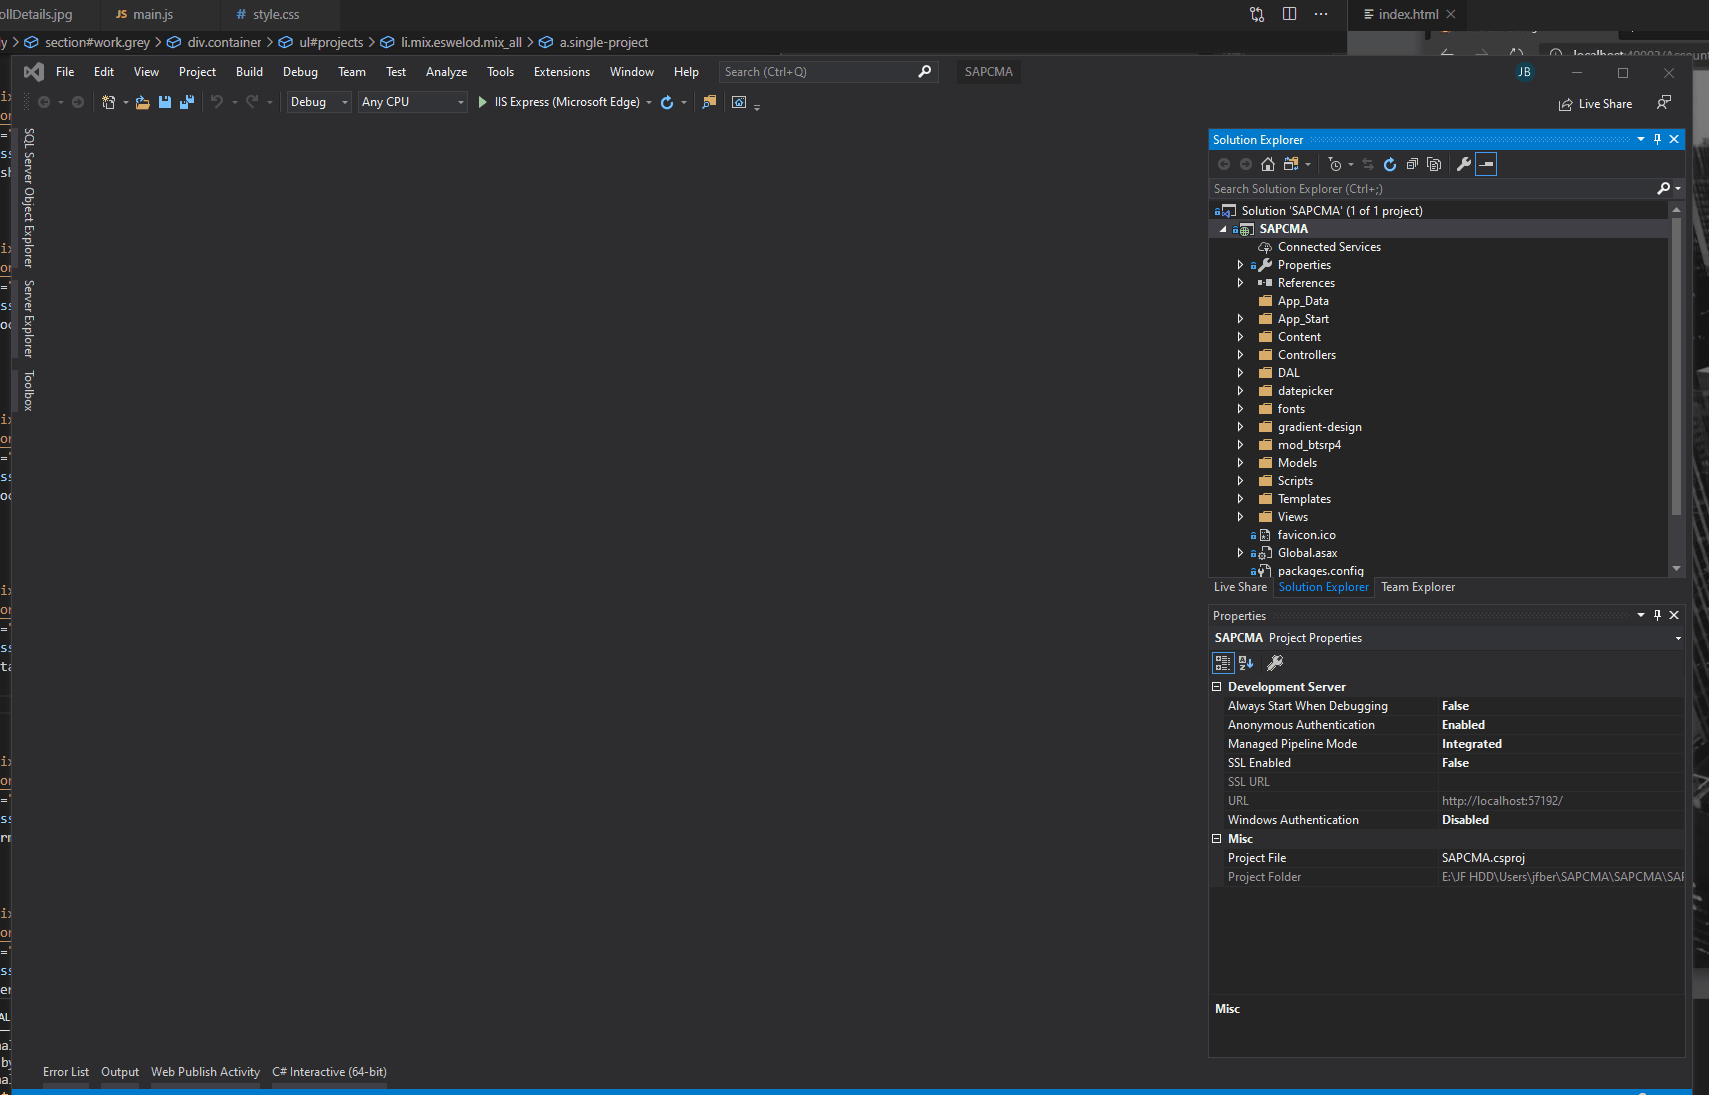 ollDetails.jpg
JS main.js
# style.css
index.html
section#work.grey
div.container
ul#projects
li.mix.eswelod.mix_all
a.single-project
File
Edit
View
Project
Build
Debug
Team
Test
Analyze
Tools
Extensions
Window
Help
Search (Ctrl+Q)
SAPCMA
JB
Debug
Any CPU
IIS Express (Microsoft Edge)
Live Share
SQL Server Object Explorer
Server Explorer
Toolbox
Solution Explorer
Search Solution Explorer (Ctrl+;)
Solution 'SAPCMA' (1 of 1 project)
SAPCMA
Connected Services
Properties
References
App_Data
App_Start
Content
Controllers
DAL
datepicker
fonts
gradient-design
mod_btsrp4
Models
Scripts
Templates
Views
favicon.ico
Global.asax
packages.config
Live Share
Solution Explorer
Team Explorer
Properties
SAPCMA Project Properties
Development Server
Always Start When Debugging False
Anonymous Authentication Enabled
Managed Pipeline Mode Integrated
SSL Enabled False
SSL URL
URL http://localhost:57192/
Windows Authentication Disabled
Misc
Project File SAPCMA.csproj
Project Folder E:\JF HDD\Users\jfber\SAPCMA\SAPCMA\SAP
Misc
Error List
Output
Web Publish Activity
C# Interactive (64-bit)